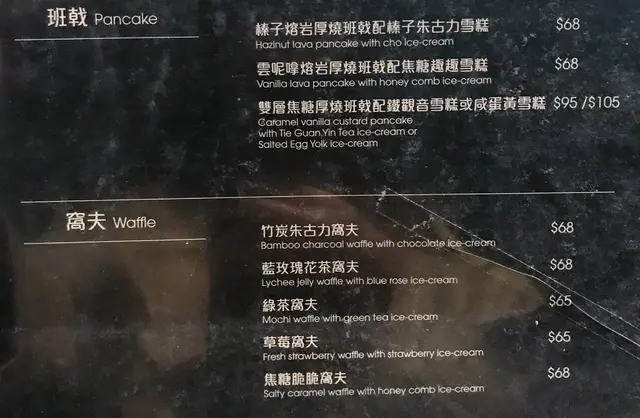 班戟 Pancake
榛子熔岩厚燒班戟配榛子朱古力雪糕 $68
Hazlnut lava pancake with cho ice-cream
雲呢嗱熔岩厚燒班戟配焦糖趣趣雪糕 $68
Vanilla lava pancake with honey comb ice-cream
雙層焦糖厚燒班戟配鐵觀音雪糕或咸蛋黃雪糕 $95 /$105
Caramel vanilla custard pancake
with Tie Guan Yin Tea ice-cream or
Salted Egg Yolk ice-cream
窩夫 Waffle
竹炭朱古力窩夫 $68
Bamboo charcoal waffle with chocolate ice-cream
藍玫瑰花茶窩夫 $68
Lychee jelly waffle with blue rose ice-cream
綠茶窩夫 $65
Mochi waffle with green tea ice-cream
草莓窩夫 $65
Fresh strawberry waffle with strawberry ice-cream
焦糖脆脆窩夫 $68
Salty caramel waffle with honey comb ice-cream